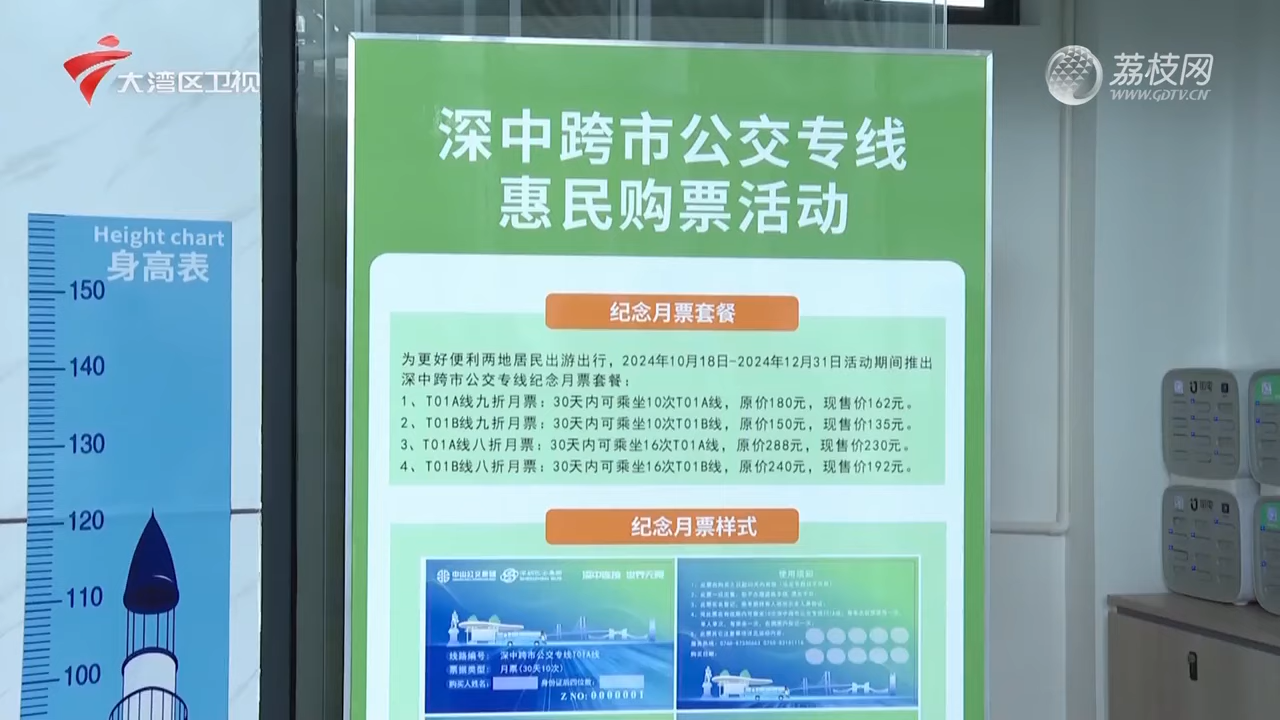 大湾区卫视
荔枝网
WWW.GDTV.CN
深中跨市公交专线
惠民购票活动
Height chart
身高表
150
140
130
120
110
100
纪念月票套餐
为更好便利两地居民出游出行，2024年10月18日-2024年12月31日活动期间推出
深中跨市公交专线纪念月票套餐：
1、T01A线九折月票：30天内可乘坐10次T01A线，原价180元，现售价162元。
2、T01B线九折月票：30天内可乘坐10次T01B线，原价150元，现售价135元。
3、T01A线八折月票：30天内可乘坐16次T01A线，原价288元，现售价230元。
4、T01B线八折月票：30天内可乘坐16次T01B线，原价240元，现售价192元。
纪念月票样式
中山公交集团
线路编号： 深中跨市公交专线T01A线
票据类型： 月票(30天10次)
购买人姓名： 身份证后四位数：
Z NO: 0000001
使用须知